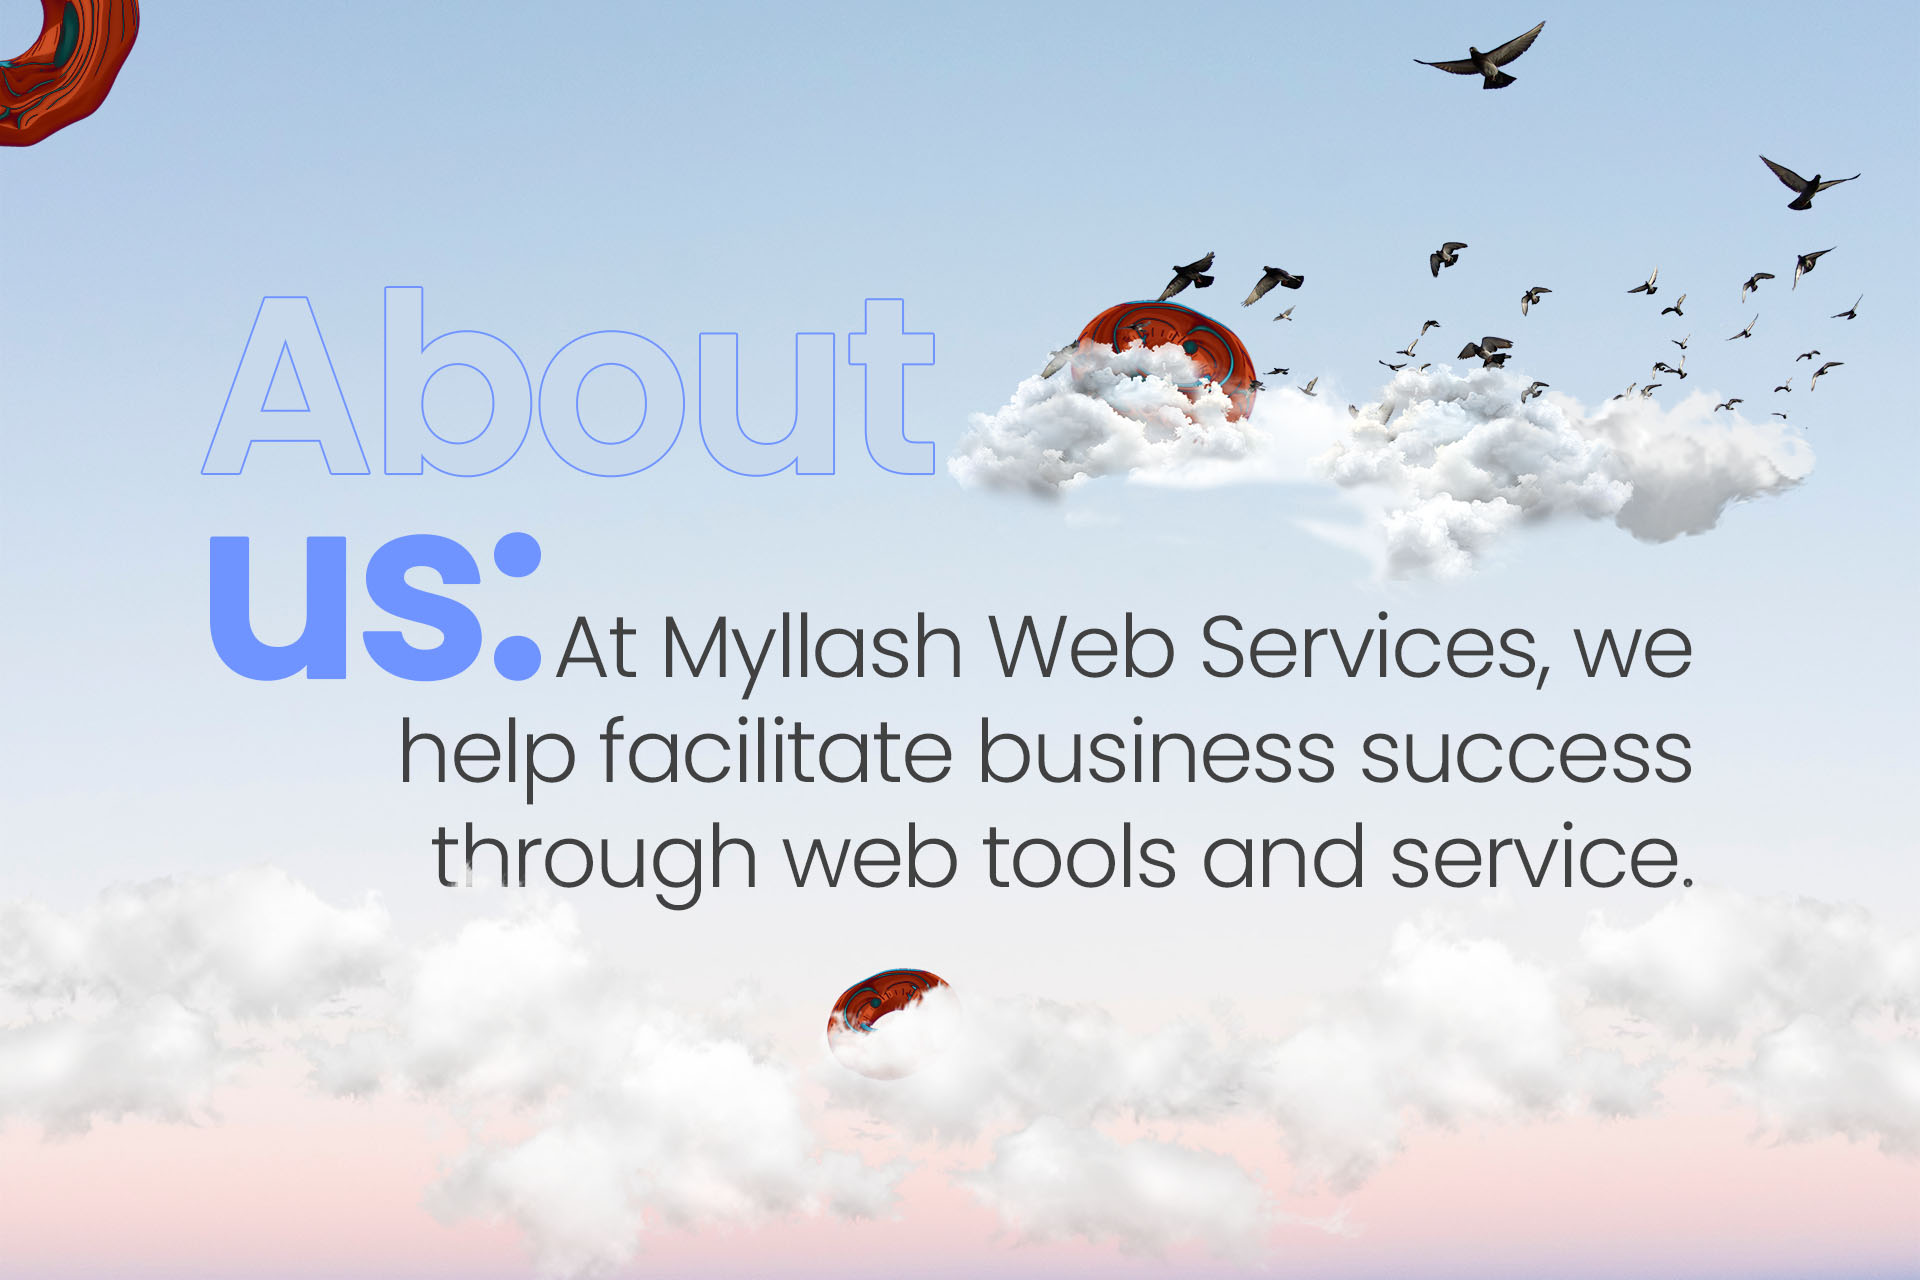 About
us: At Myllash Web Services, we
help facilitate business success
through web tools and service.